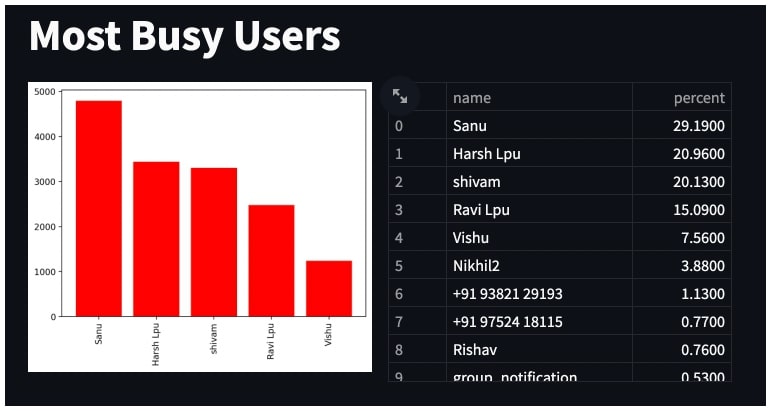 Most Busy Users
5000
4000
3000
2000
1000
0
Sanu
Harsh Lpu
shivam
Ravi Lpu
Vishu
name percent
0 Sanu 29.1900
1 Harsh Lpu 20.9600
2 shivam 20.1300
3 Ravi Lpu 15.0900
4 Vishu 7.5600
5 Nikhil2 3.8800
6 +91 93821 29193 1.1300
7 +91 97524 18115 0.7700
8 Rishav 0.7600
9 group_notification 0.5300